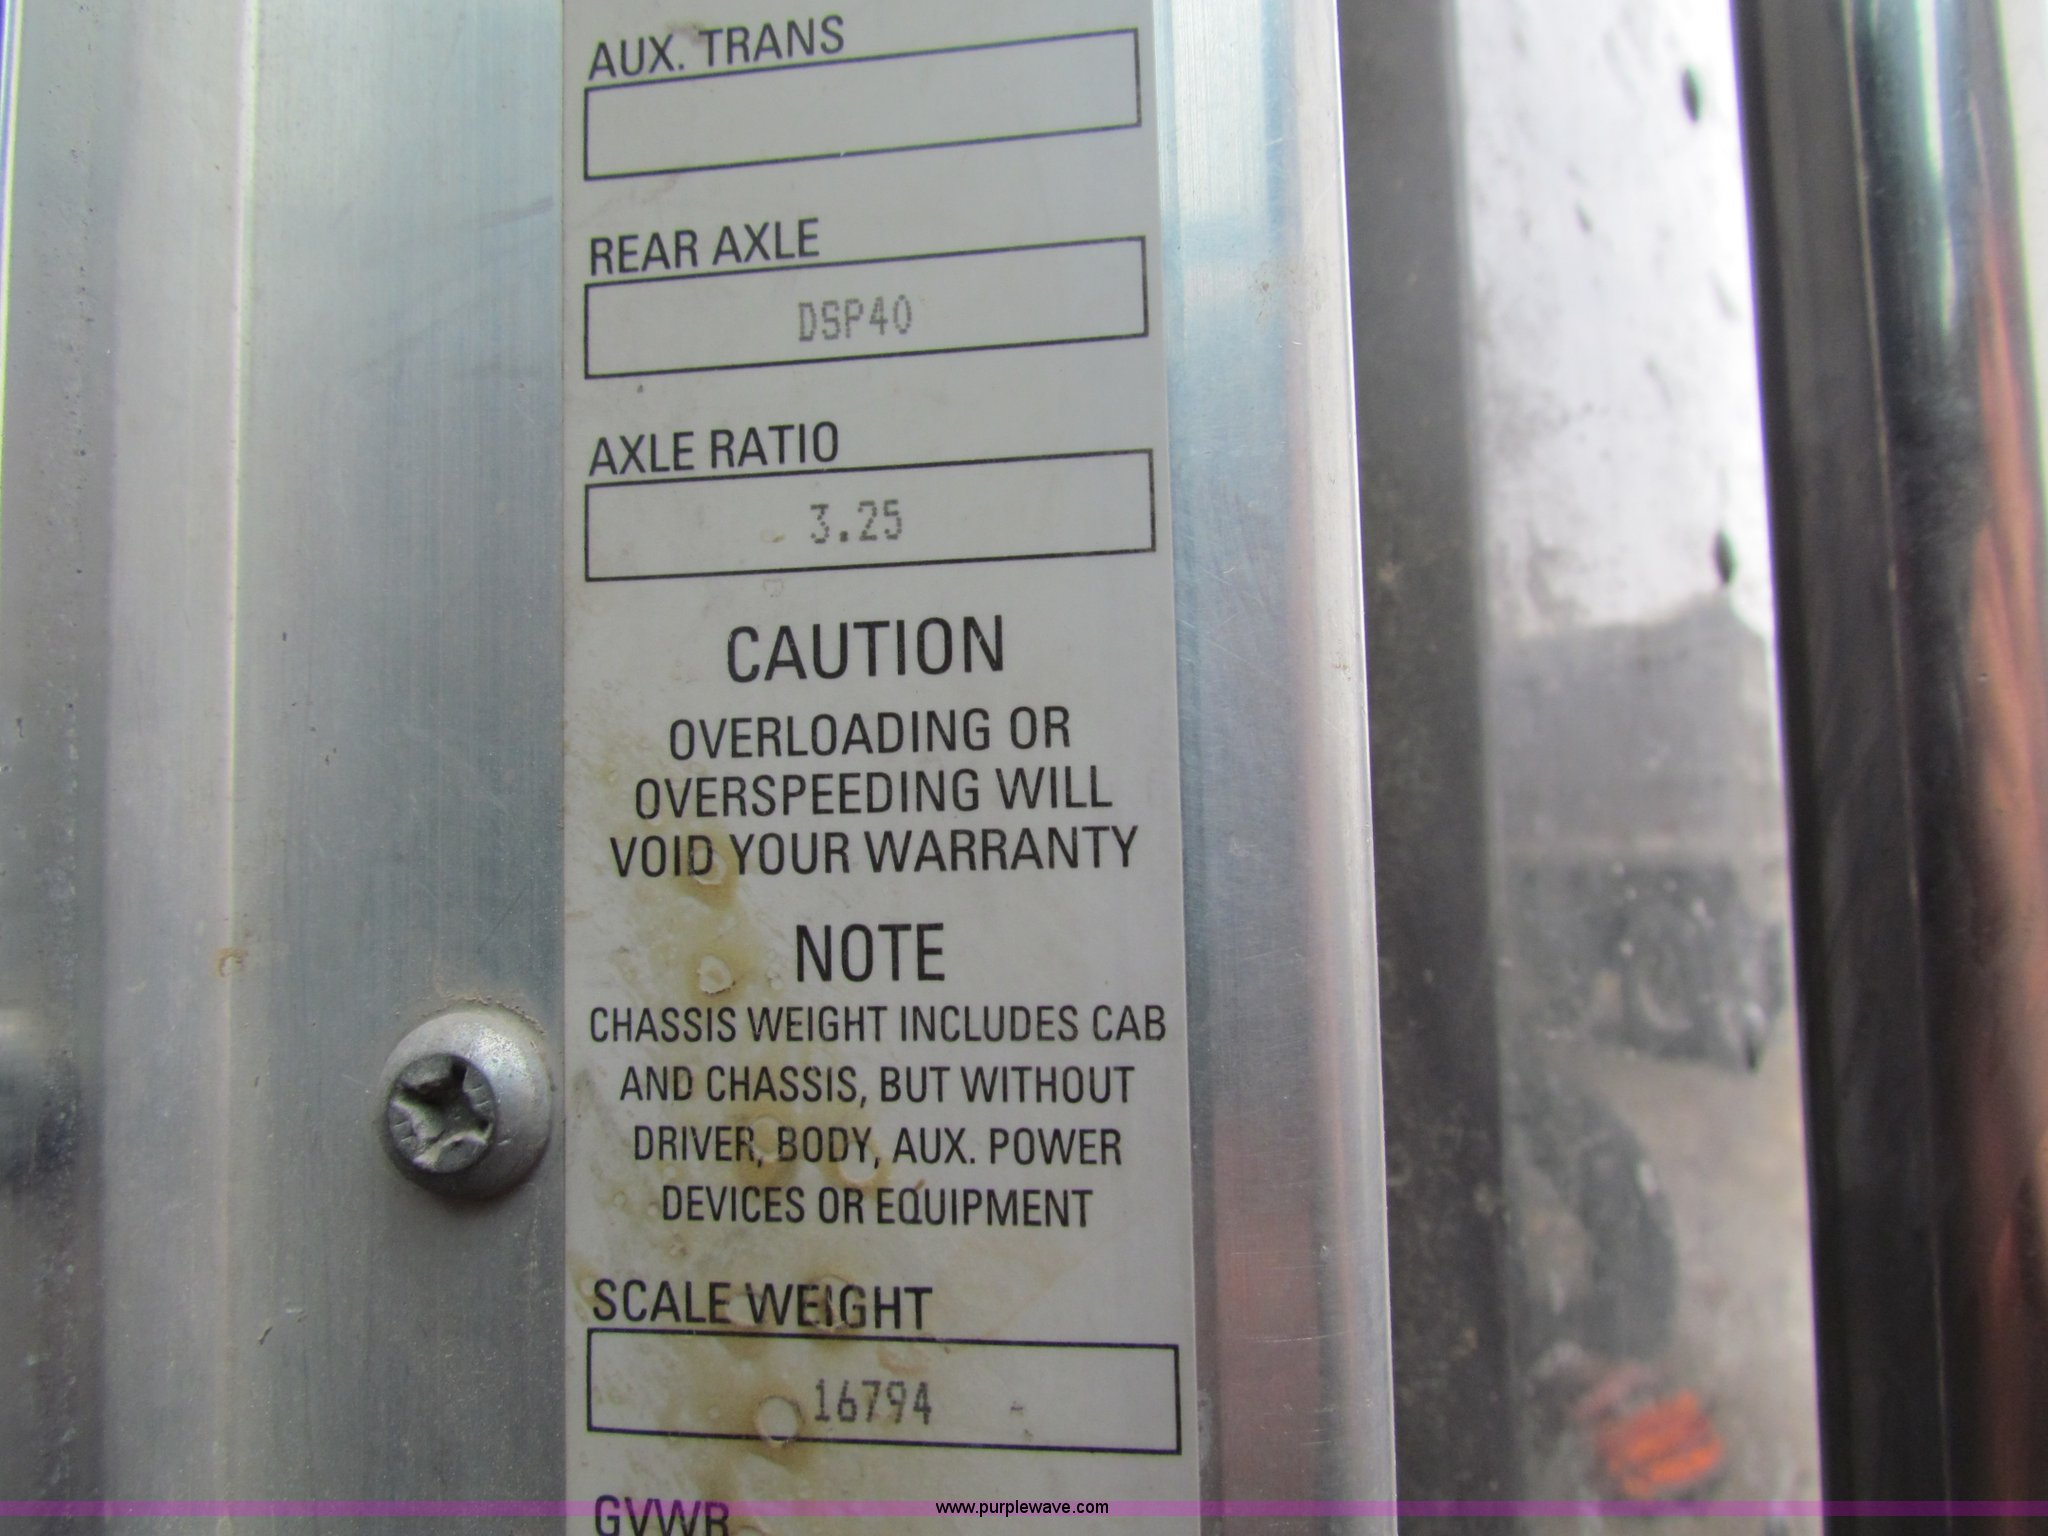 AUX. TRANS
REAR AXLE
DSP40
AXLE RATIO
3.25
CAUTION
OVERLOADING OR
OVERSPEEDING WILL
VOID YOUR WARRANTY
NOTE
CHASSIS WEIGHT INCLUDES CAB
AND CHASSIS, BUT WITHOUT
DRIVER, BODY, AUX. POWER
DEVICES OR EQUIPMENT
SCALE WEIGHT
16794
GVWR
www.purplewave.com